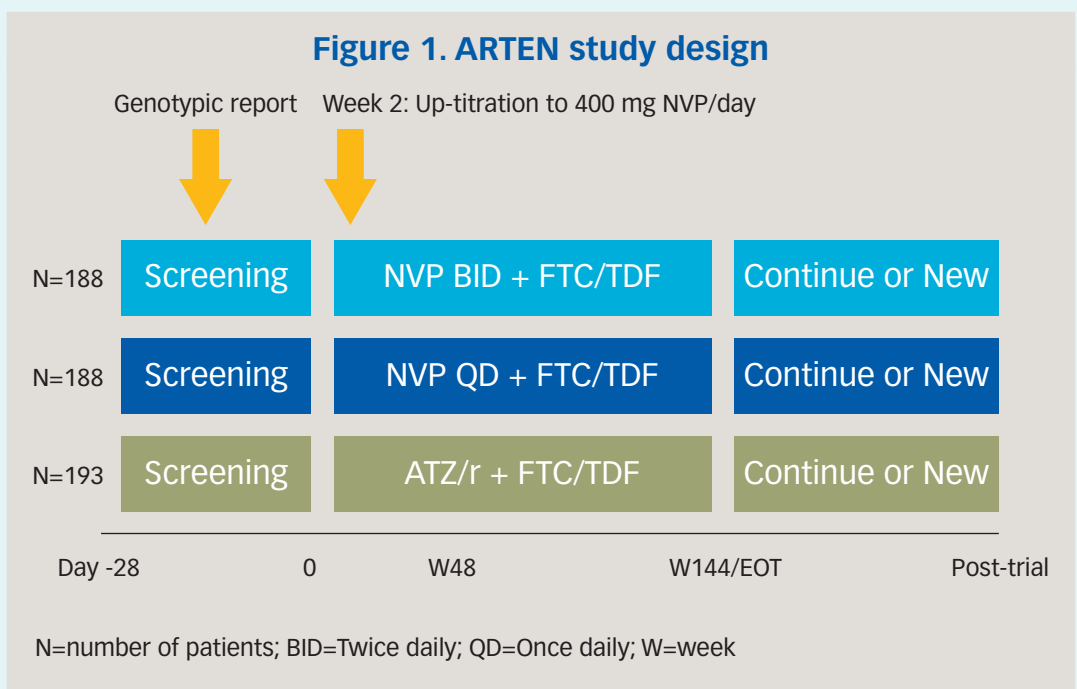 Figure 1. ARTEN study design
Genotypic report
Week 2: Up-titration to 400 mg NVP/day
N=188
Screening
NVP BID + FTC/TDF
Continue or New
N=188
Screening
NVP QD + FTC/TDF
Continue or New
N=193
Screening
ATZ/r + FTC/TDF
Continue or New
Day -28
0
W48
W144/EOT
Post-trial
N=number of patients; BID=Twice daily; QD=Once daily; W=week